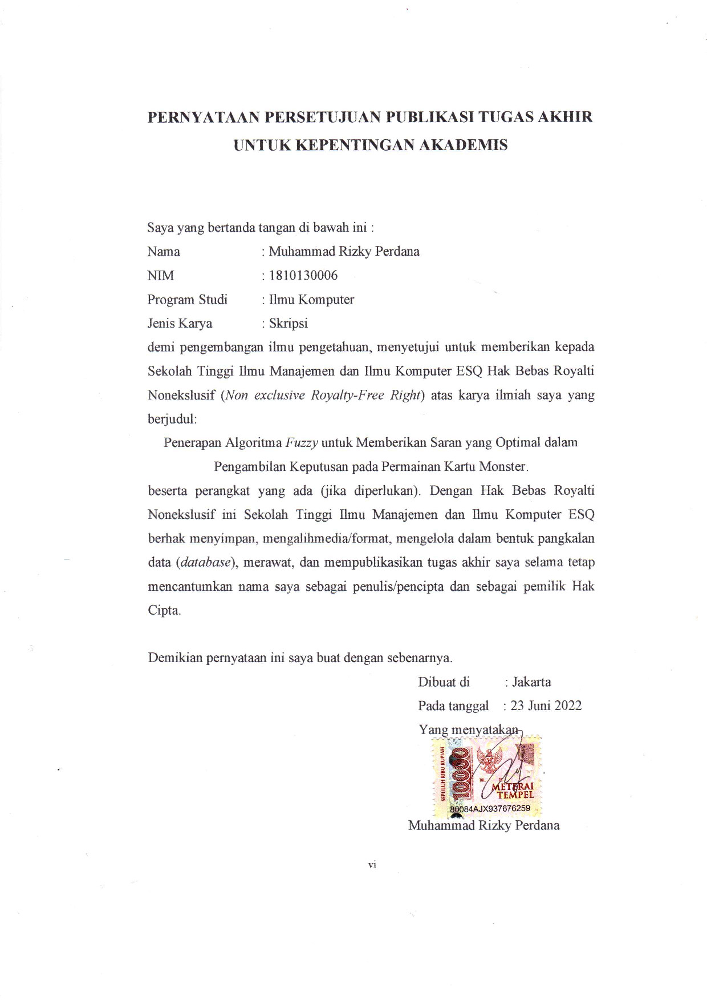 PERNYATAAN PERSETUJUAN PUBLIKASI TUGAS AKHIR
UNTUK KEPENTINGAN AKADEMIS
Saya yang bertanda tangan di bawah ini :
Nama : Muhammad Rizky Perdana
NIM : 1810130006
Program Studi : Ilmu Komputer
Jenis Karya : Skripsi
demi pengembangan ilmu pengetahuan, menyetujui untuk memberikan kepada
Sekolah Tinggi Ilmu Manajemen dan Ilmu Komputer ESQ Hak Bebas Royalti
Nonekslusif (Non exclusive Royalty-Free Right) atas karya ilmiah saya yang
berjudul:
Penerapan Algoritma Fuzzy untuk Memberikan Saran yang Optimal dalam
Pengambilan Keputusan pada Permainan Kartu Monster.
beserta perangkat yang ada (jika diperlukan). Dengan Hak Bebas Royalti
Nonekslusif ini Sekolah Tinggi Ilmu Manajemen dan Ilmu Komputer ESQ
berhak menyimpan, mengalihmedia/format, mengelola dalam bentuk pangkalan
data (database), merawat, dan mempublikasikan tugas akhir saya selama tetap
mencantumkan nama saya sebagai penulis/pencipta dan sebagai pemilik Hak
Cipta.
Demikian pernyataan ini saya buat dengan sebenarnya.
Dibuat di : Jakarta
Pada tanggal : 23 Juni 2022
Yang menyatakan
SEPULUH RIBU RUPIAH
10000
TGL.
METERAI
TEMPEL
80084AJX937676259
Muhammad Rizky Perdana
vi